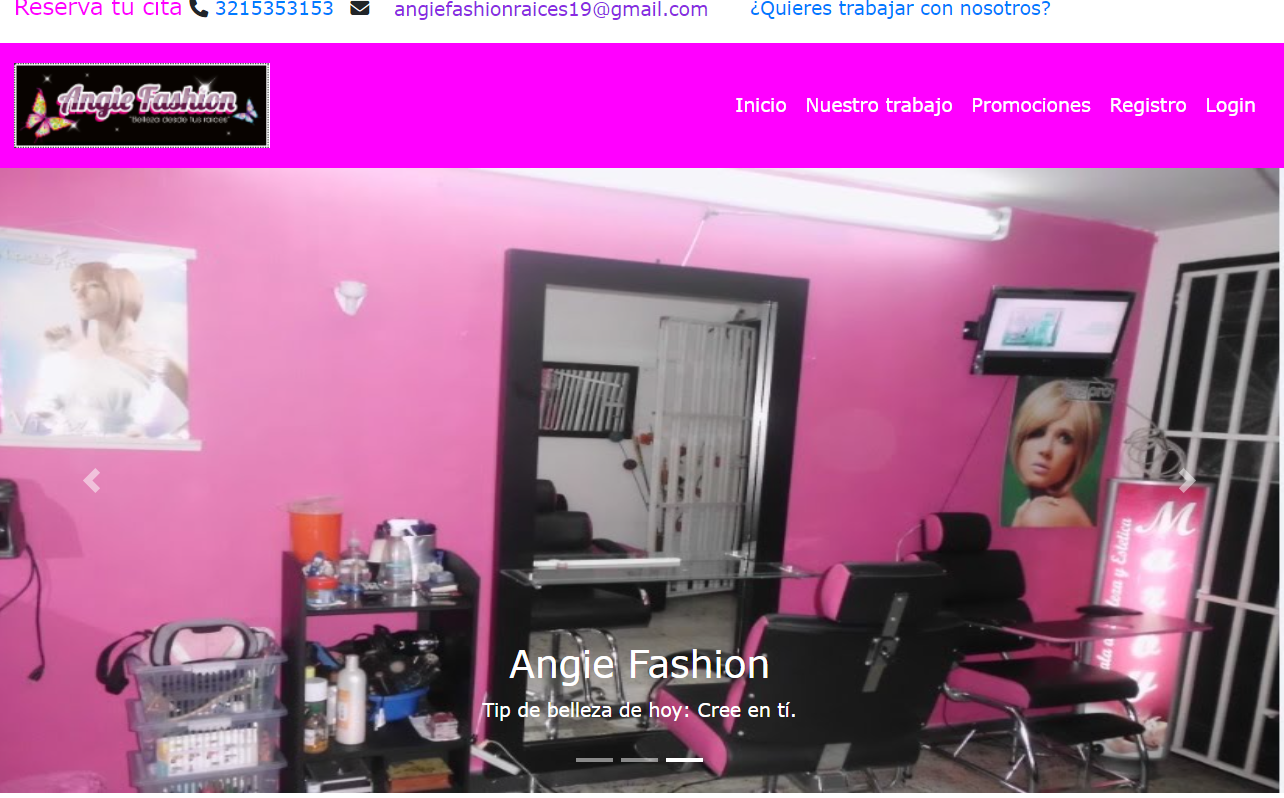 Reserva tu cita 3215353153 angiefashionraices19@gmail.com ¿Quieres trabajar con nosotros?
Angie Fashion
"Belleza desde tus raices"
Inicio Nuestro trabajo Promociones Registro Login
M
a
Angie Fashion
Tip de belleza de hoy: Cree en tí.